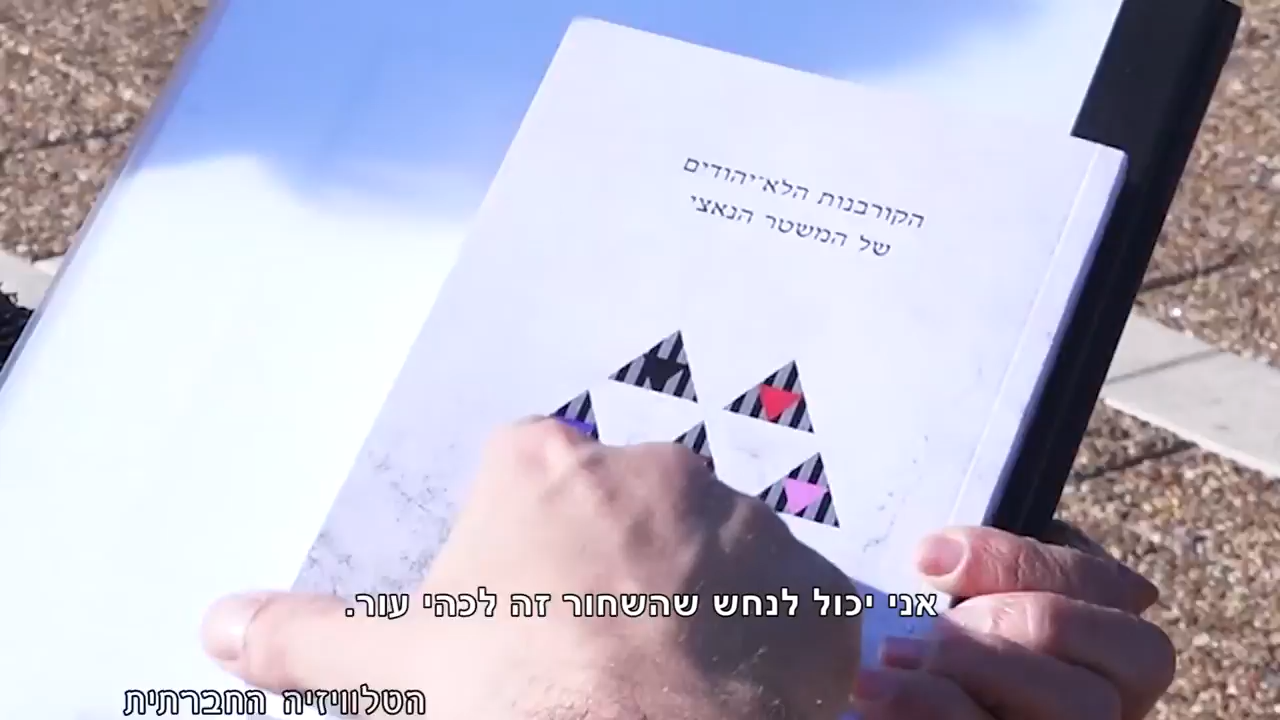 הקורבנות הלא־יהודים
של המשטר הנאצי
אני יכול לנחש שהשחור זה לכהי עור.
הטלוויזיה החברתית